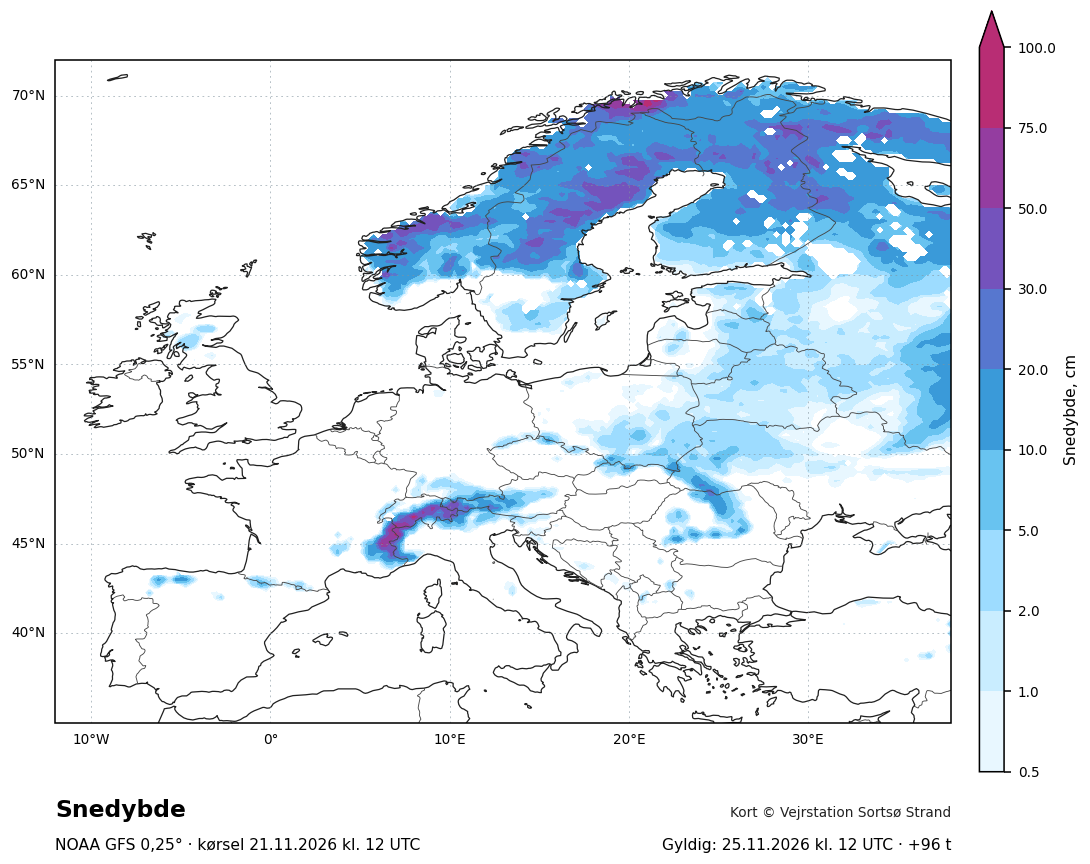 100.0
70°N
75.0
65°N
50.0
60°N
30.0
55°N
20.0
Snedybde, cm
50°N
10.0
45°N
5.0
40°N
2.0
1.0
10°W 0° 10°E 20°E 30°E
0.5
Snedybde
Kort © Vejrstation Sortsø Strand
NOAA GFS 0,25° · kørsel 21.11.2026 kl. 12 UTC
Gyldig: 25.11.2026 kl. 12 UTC · +96 t